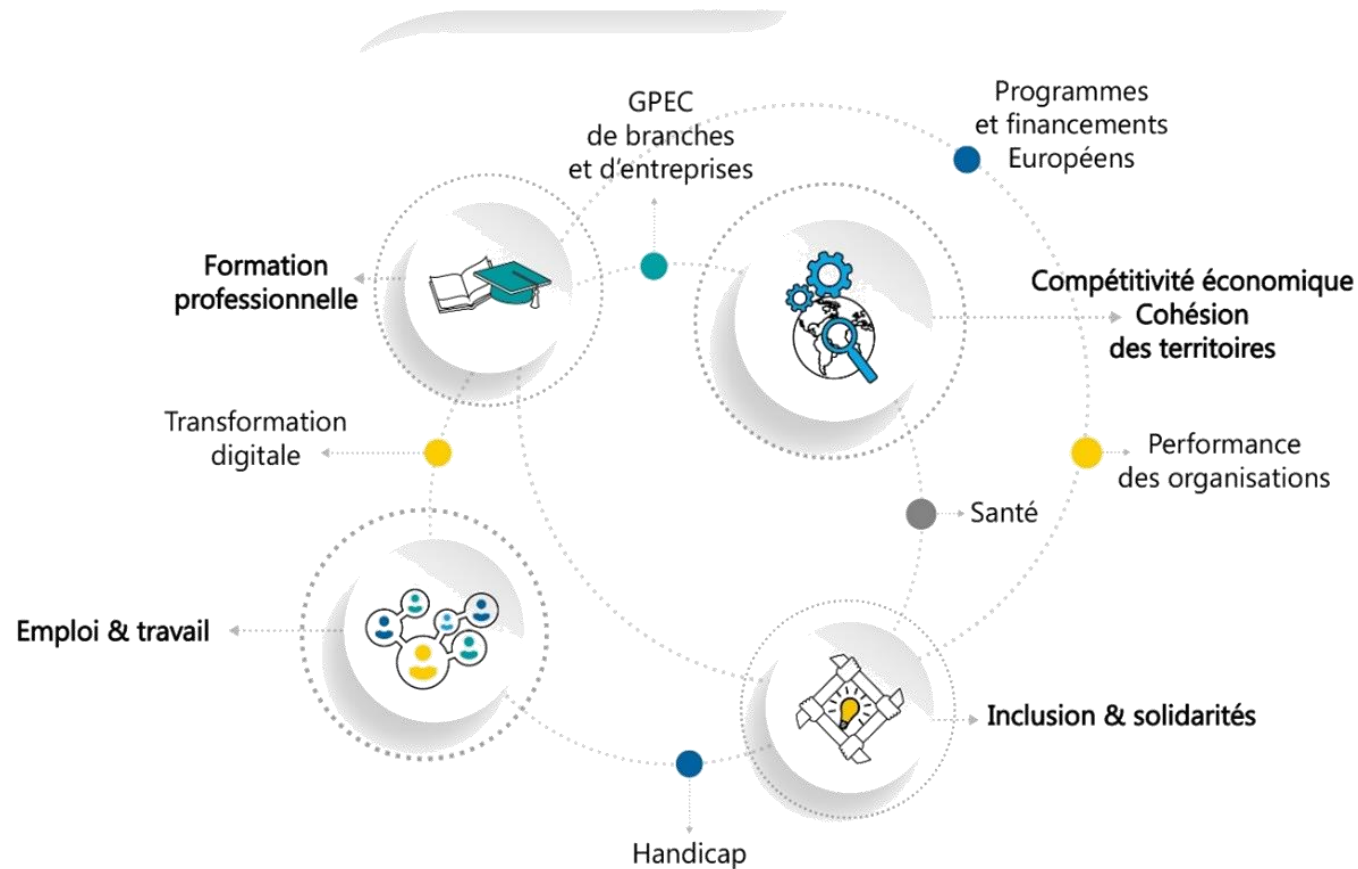 GPEC
de branches
et d'entreprises
Programmes
et financements
Européens
Formation
professionnelle
Compétitivité économique
Cohésion
des territoires
Transformation
digitale
Performance
des organisations
Santé
Emploi & travail
Inclusion & solidarités
Handicap